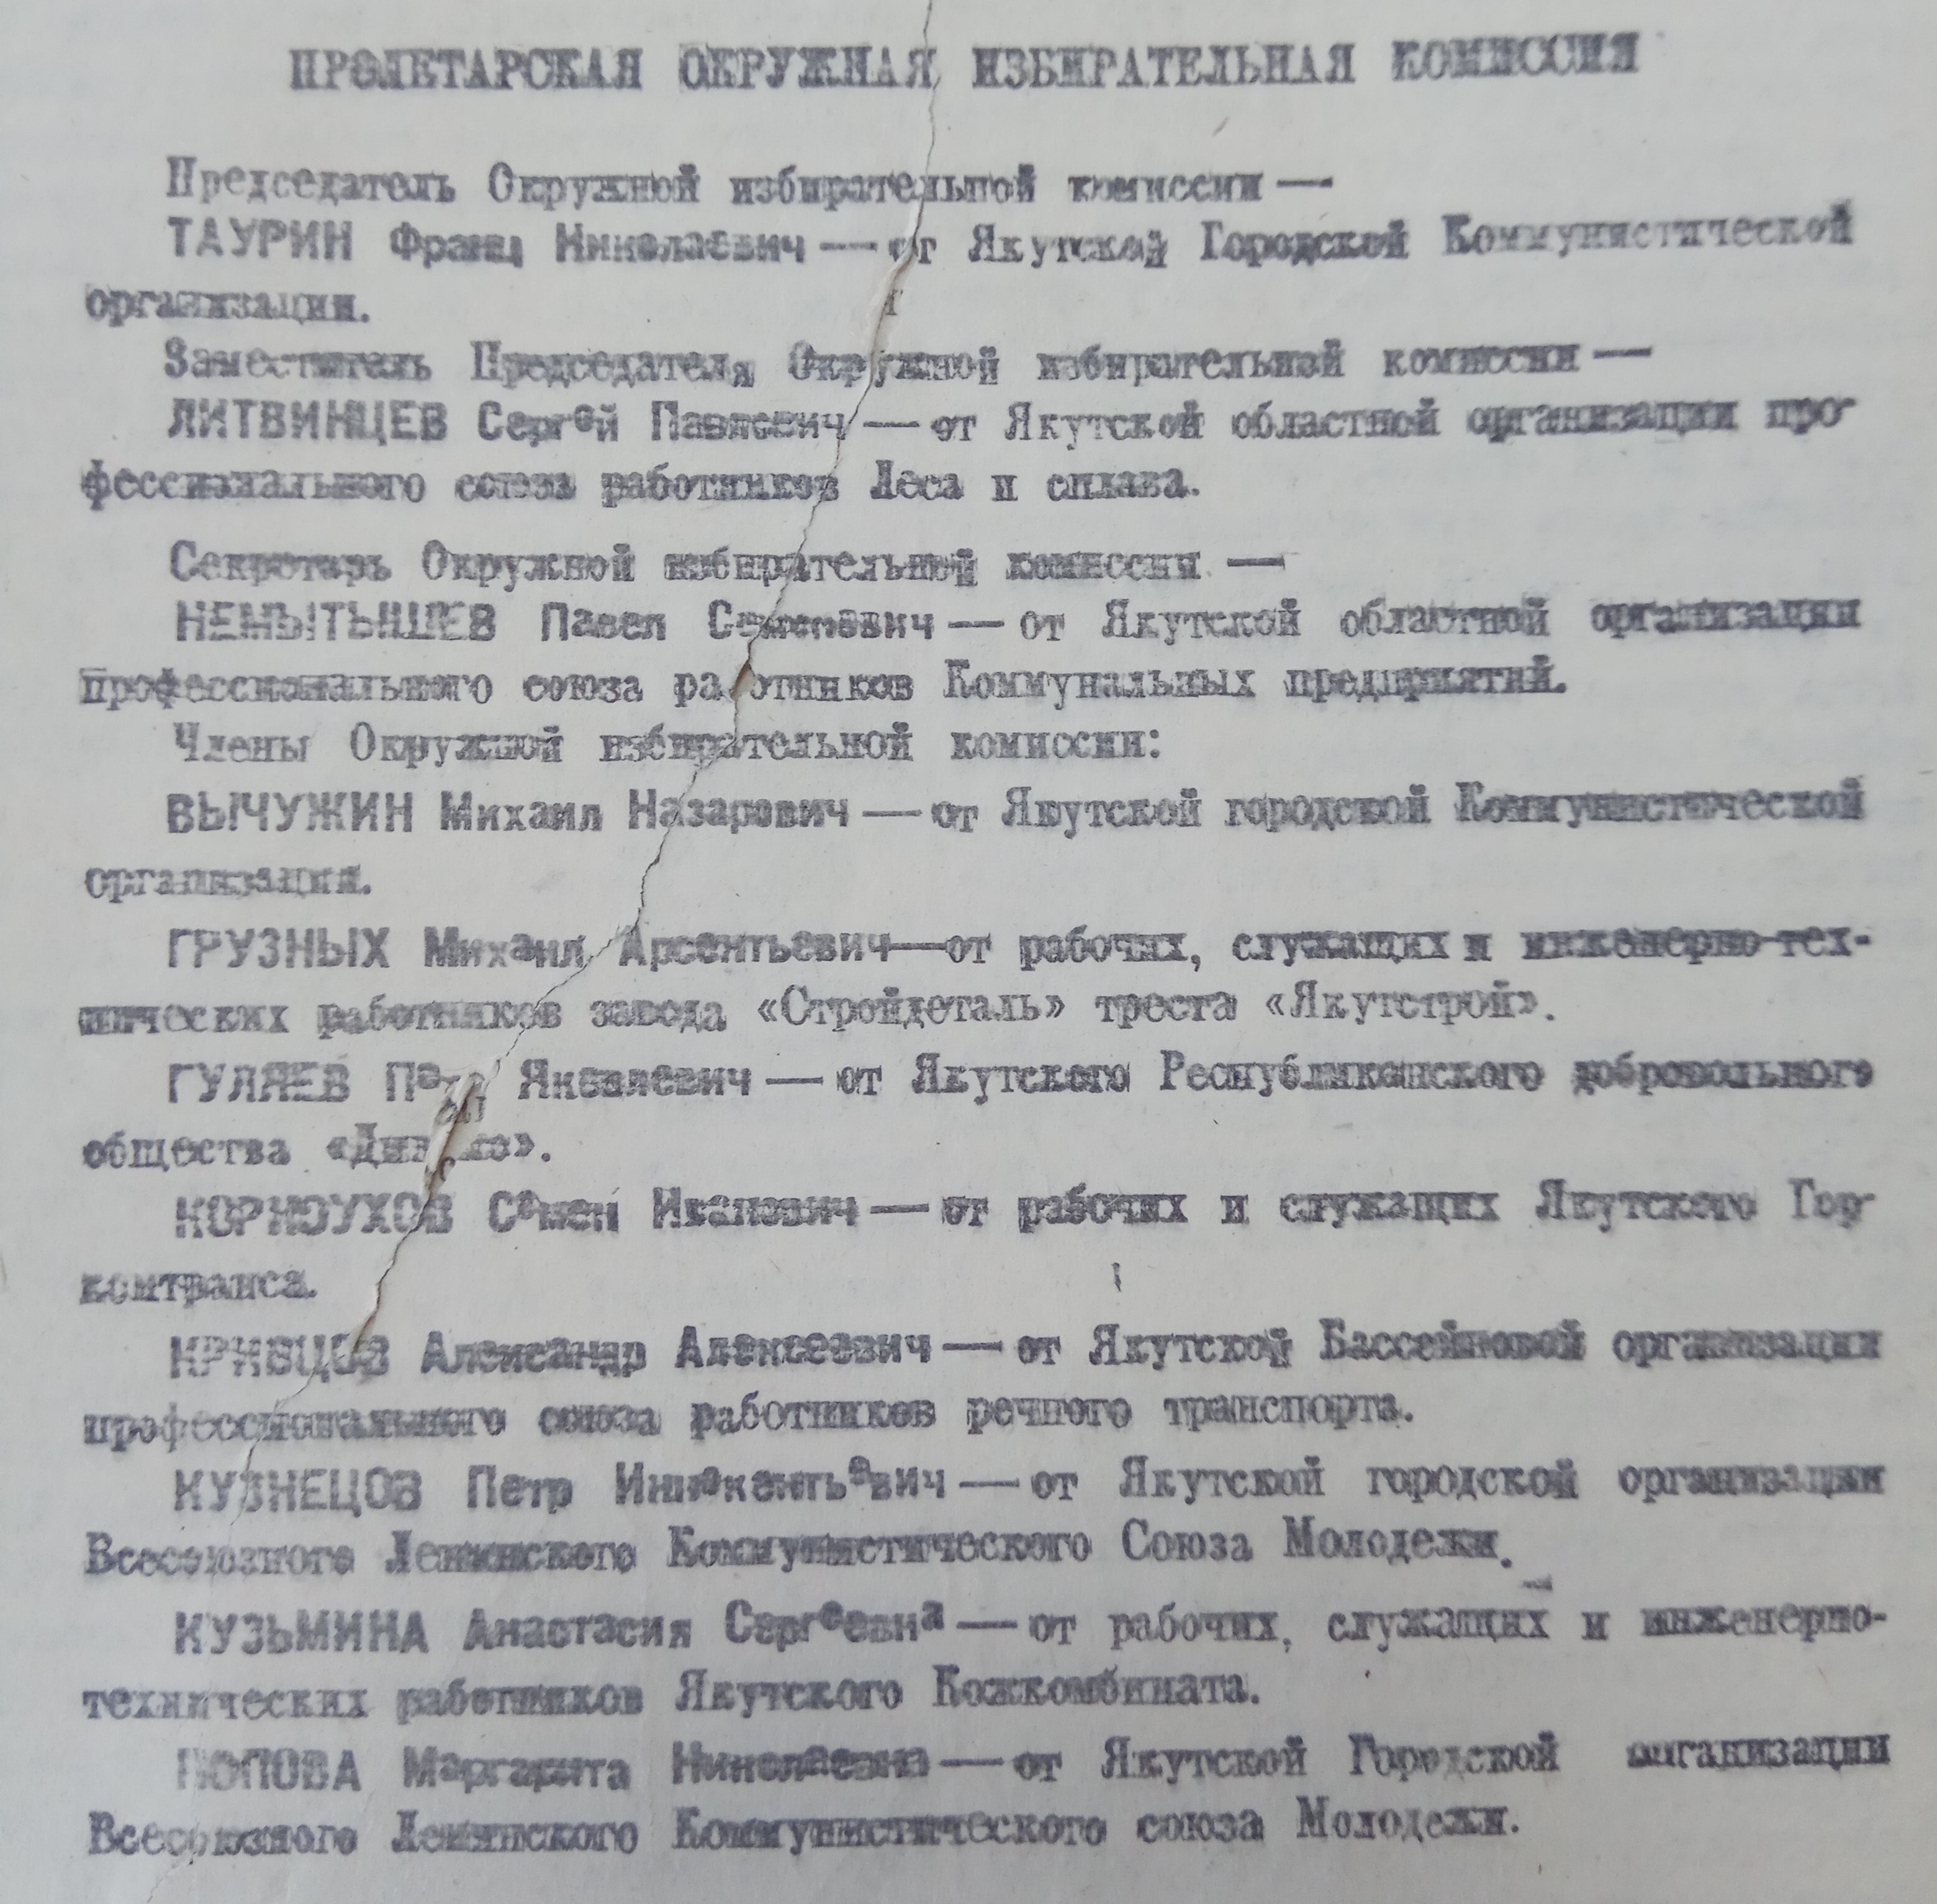 ПРОЛЕТАРСКАЯ ОКРУЖНАЯ ИЗБИРАТЕЛЬНАЯ КОМИССИЯ
Председатель Окружной избирательной комиссии —
ТАУРИН Франц Николаевич — от Якутской Городской Коммунистической
организации.
Заместитель Председателя Окружной избирательной комиссии —
ЛИТВИНЦЕВ Сергей Павлович — от Якутской областной организации про-
фессионального союза работников Леса и сплава.
Секретарь Окружной избирательной комиссии —
НЕМЫТЫШЕВ Павел Семенович — от Якутской областной организации
профессионального союза работников Коммунальных предприятий.
Члены Окружной избирательной комиссии:
ВЫЧУЖИН Михаил Назарович — от Якутской городской Коммунистической
организации.
ГРУЗНЫХ Михаил Арсентьевич — от рабочих, служащих и инженерно-тех-
нических работников завода «Стройдеталь» треста «Якутстрой».
ГУЛЯЕВ Яковлевич — от Якутского Республиканского добровольного
общества «Динамо».
КОРНОУХОВ Семен Иванович — от рабочих и служащих Якутского Гор-
комтранса.
КРИВЦОВ Александр Алексеевич — от Якутской Бассейновой организации
профессионального союза работников речного транспорта.
КУЗНЕЦОВ Петр Иннокентьевич — от Якутской городской организации
Всесоюзного Ленинского Коммунистического Союза Молодежи.
КУЗЬМИНА Анастасия Сергеевна — от рабочих, служащих и инженерно-
технических работников Якутского Кожкомбината.
ПОПОВА Маргарита Николаевна — от Якутской Городской организации
Всесоюзного Ленинского Коммунистического союза Молодежи.